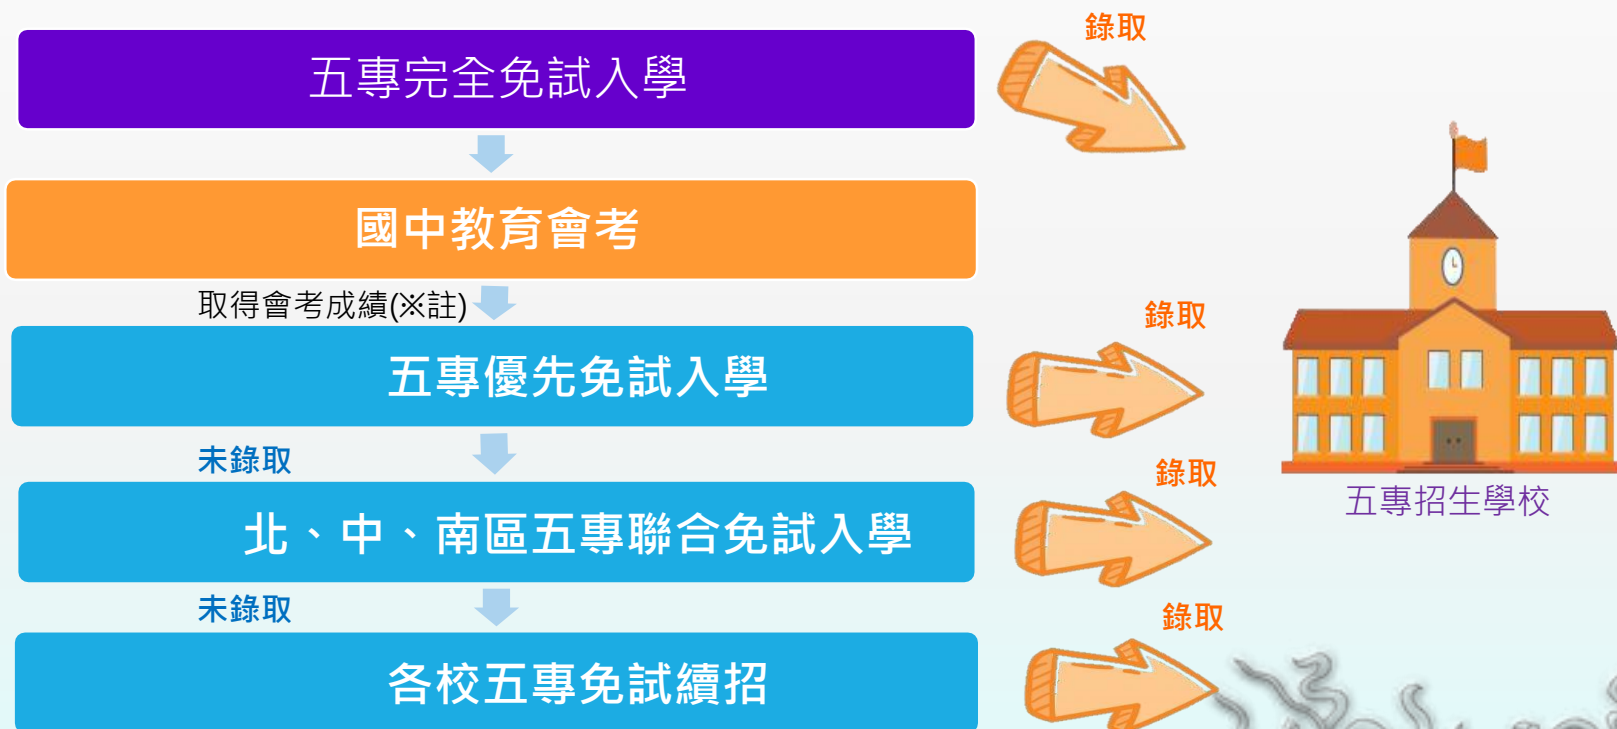 錄取
五專完全免試入學
國中教育會考
取得會考成績(※註)
錄取
五專優先免試入學
未錄取
錄取
五專招生學校
北、中、南區五專聯合免試入學
未錄取
錄取
各校五專免試續招